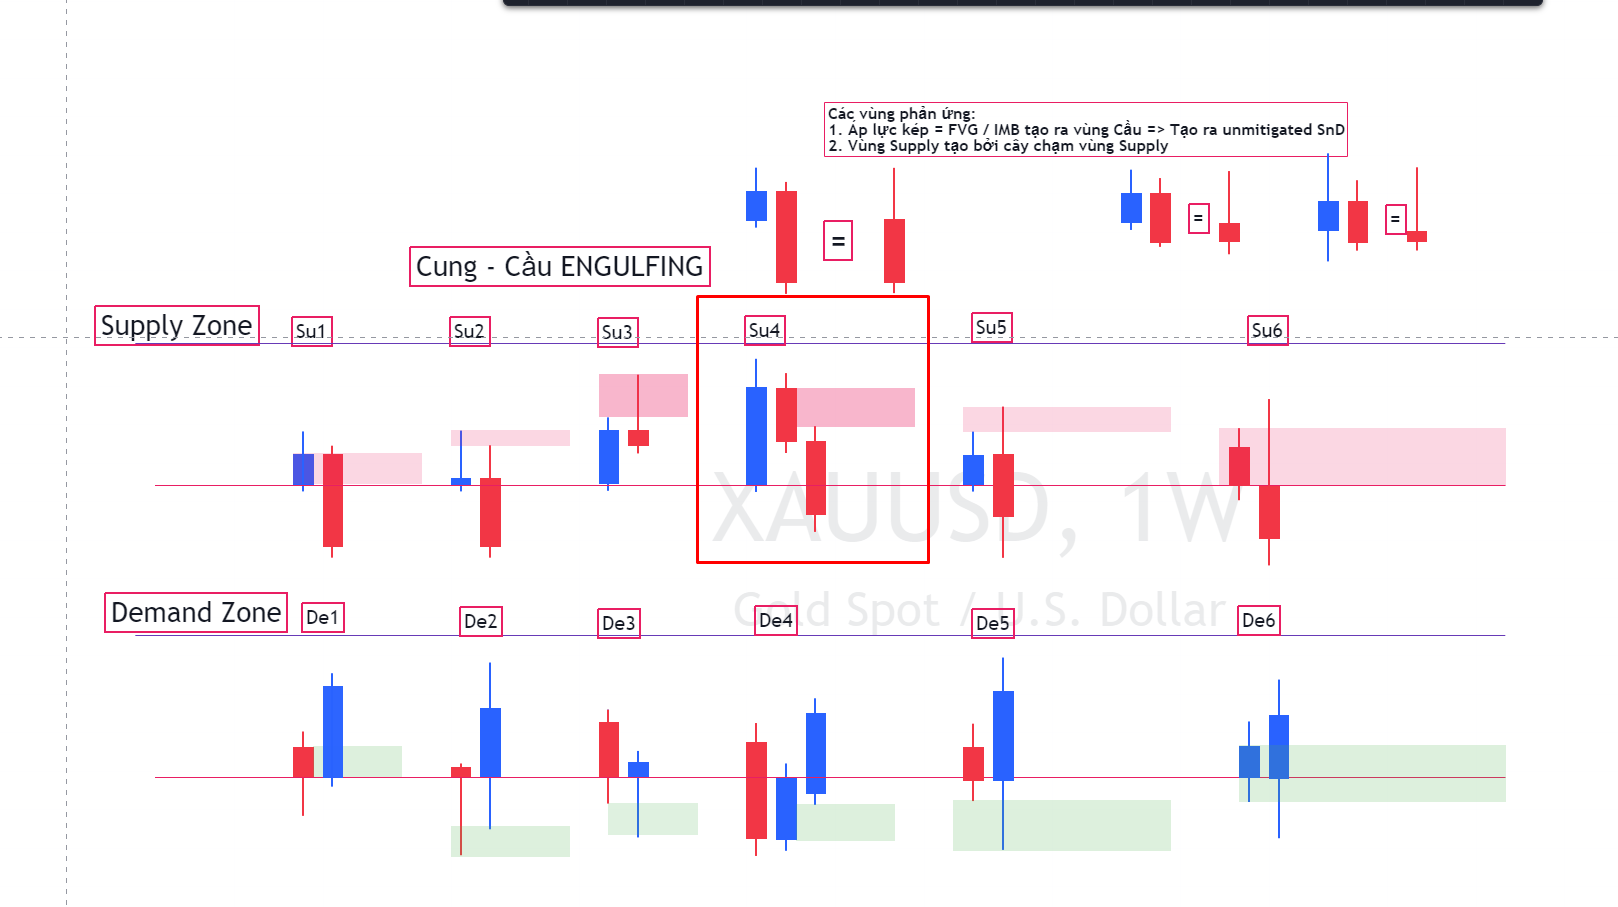 Các vùng phản ứng:
1. Áp lực kép = FVG / IMB tạo ra vùng Cầu => Tạo ra unmitigated SnD
2. Vùng Supply tạo bởi cây chạm vùng Supply
=
=
=
Cung - Cầu ENGULFING
Supply Zone
Su1
Su2
Su3
Su4
Su5
Su6
XAUUSD, 1W
Gold Spot / U.S. Dollar
Demand Zone
De1
De2
De3
De4
De5
De6